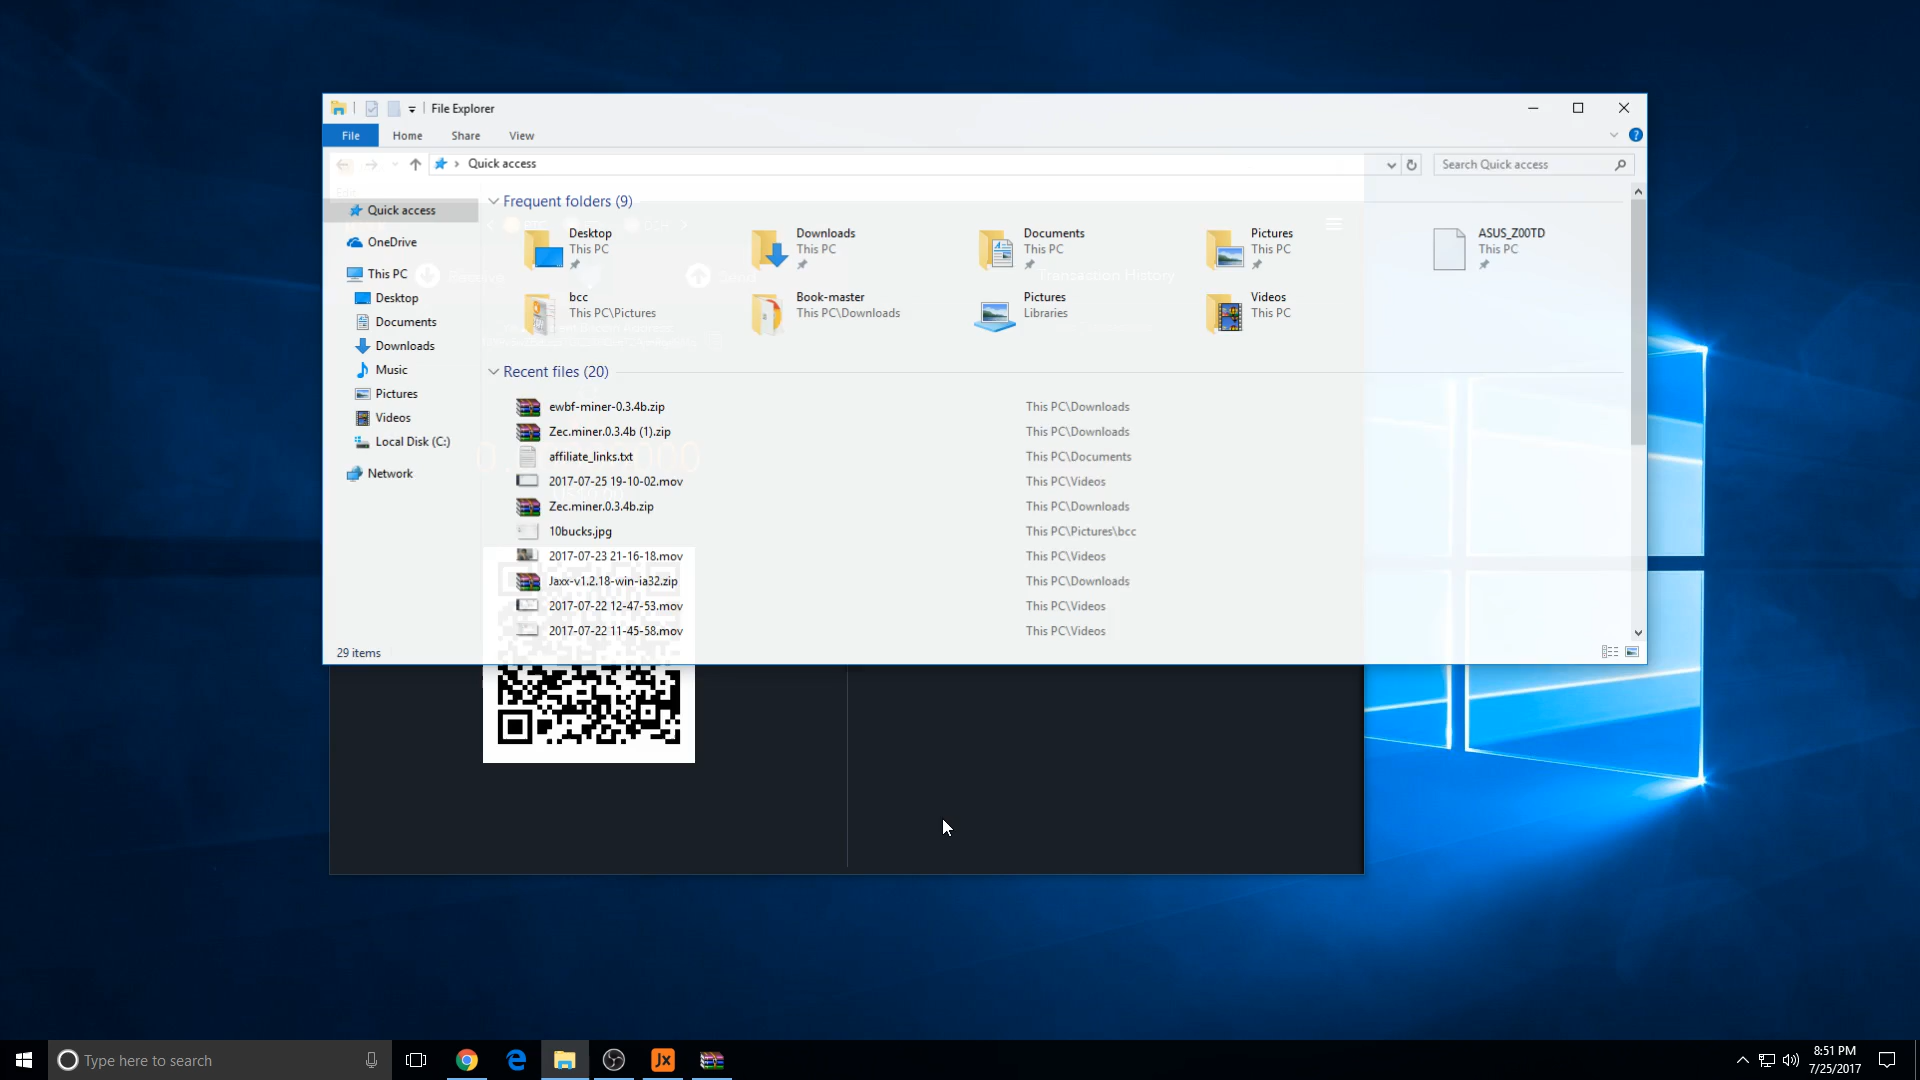 File Explorer
File Home Share View
Quick access
Search Quick access
Quick access
OneDrive
This PC
Desktop
Documents
Downloads
Music
Pictures
Videos
Local Disk (C:)
Network
Frequent folders (9)
Desktop
This PC
Downloads
This PC
Documents
This PC
Pictures
This PC
ASUS_Z00TD
This PC
Transaction History
bcc
This PC\Pictures
Book-master
This PC\Downloads
Pictures
Libraries
Videos
This PC
Recent files (20)
ewbf-miner-0.3.4b.zip This PC\Downloads
Zec.miner.0.3.4b (1).zip This PC\Downloads
affiliate_links.txt This PC\Documents
2017-07-25 19-10-02.mov This PC\Videos
Zec.miner.0.3.4b.zip This PC\Downloads
10bucks.jpg This PC\Pictures\bcc
2017-07-23 21-16-18.mov This PC\Videos
Jaxx-v1.2.18-win-ia32.zip This PC\Downloads
2017-07-22 12-47-53.mov This PC\Videos
2017-07-22 11-45-58.mov This PC\Videos
29 items
Type here to search
Jx
8:51 PM
7/25/2017